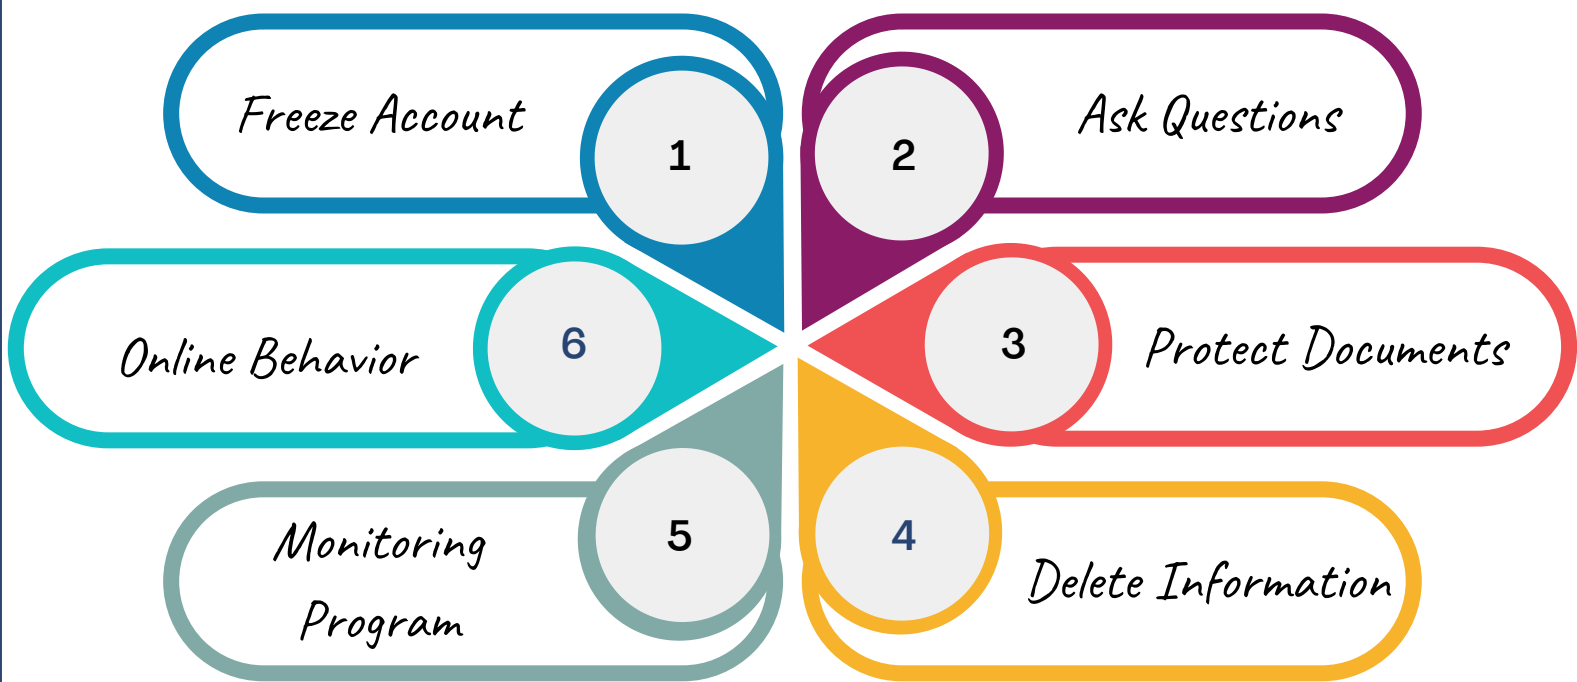 Freeze Account
1
2
Ask Questions
Online Behavior
6
3
Protect Documents
Monitoring
Program
5
4
Delete Information